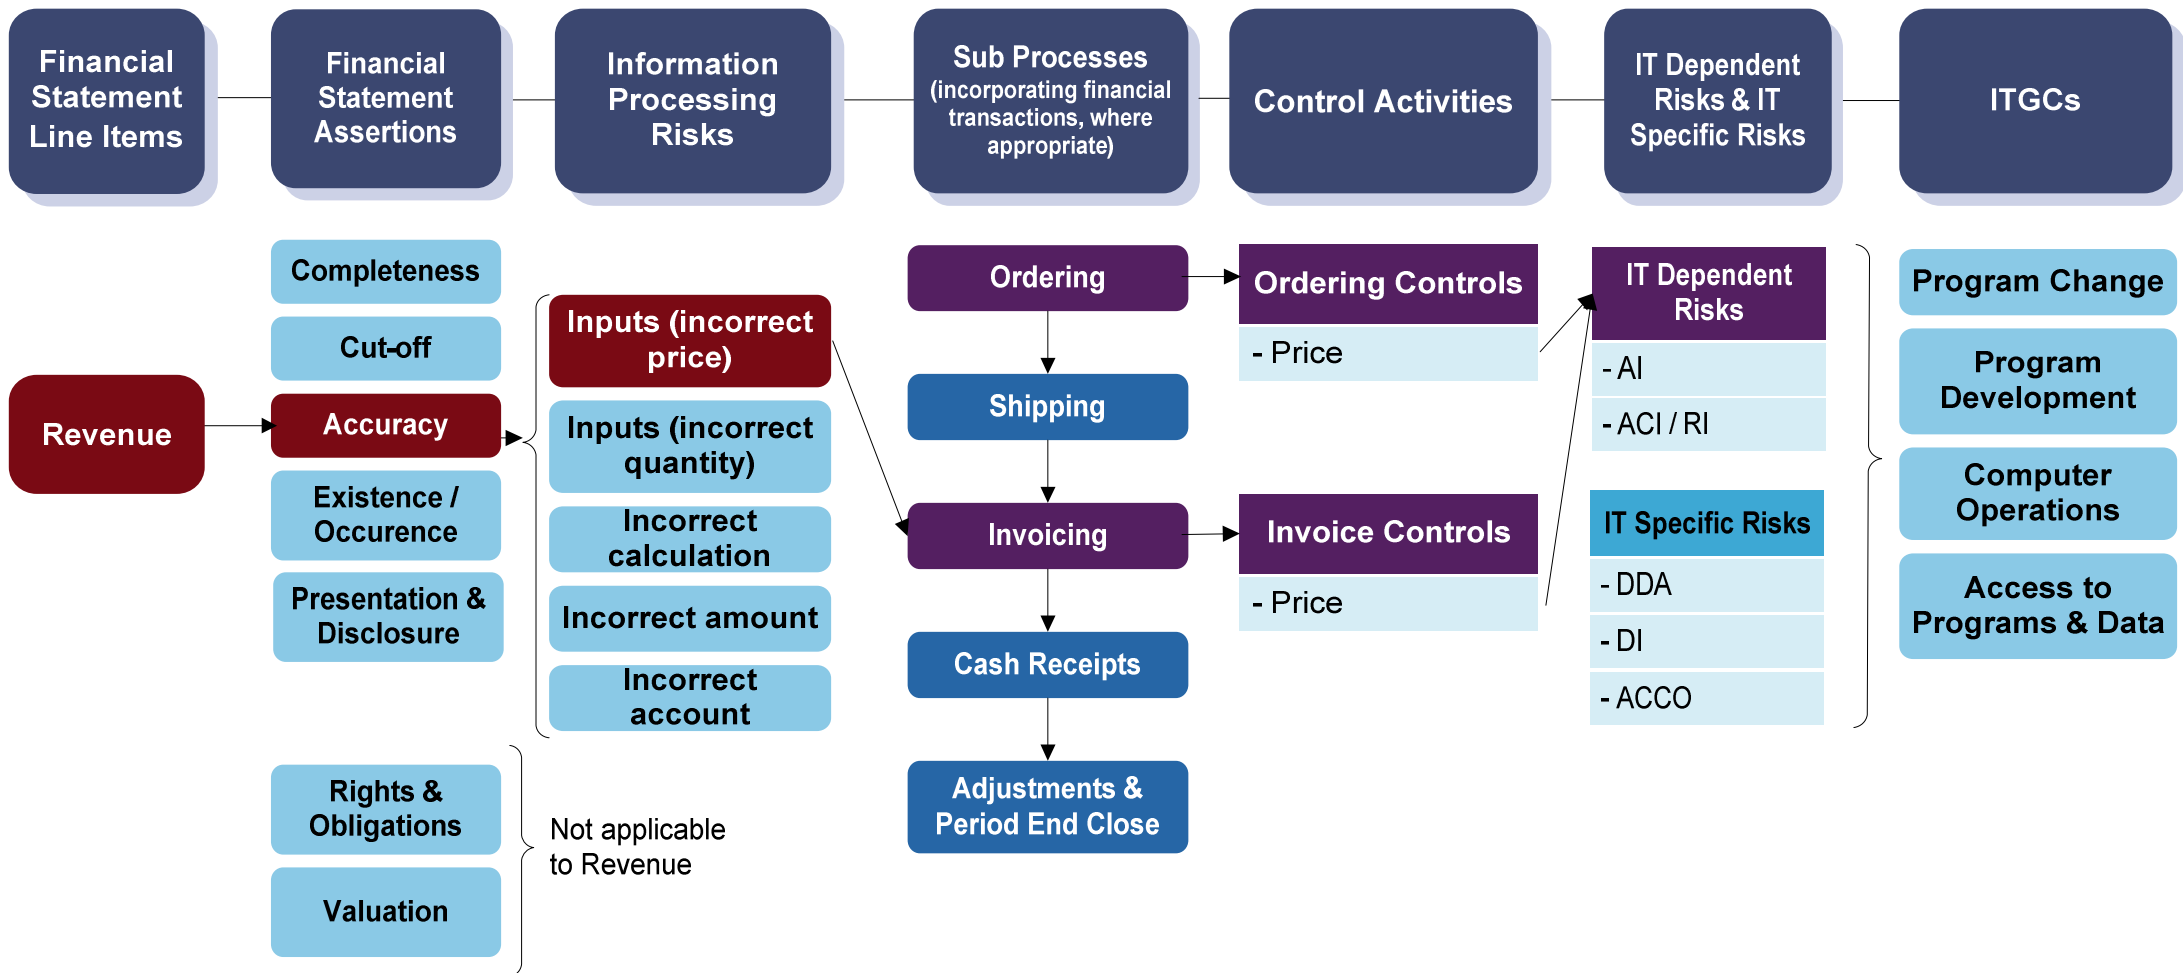 Financial
Statement
Line Items
Financial
Statement
Assertions
Information
Processing
Risks
Sub Processes
(incorporating financial
transactions, where
appropriate)
Control Activities
IT Dependent
Risks & IT
Specific Risks
ITGCs
Revenue
Completeness
Cut-off
Accuracy
Existence /
Occurence
Presentation &
Disclosure
Rights &
Obligations
Valuation
Inputs (incorrect
price)
Inputs (incorrect
quantity)
Incorrect
calculation
Incorrect amount
Incorrect
account
Not applicable
to Revenue
Ordering
Shipping
Invoicing
Cash Receipts
Adjustments &
Period End Close
Ordering Controls
- Price
Invoice Controls
- Price
IT Dependent
Risks
- AI
- ACI / RI
IT Specific Risks
- DDA
- DI
- ACCO
Program Change
Program
Development
Computer
Operations
Access to
Programs & Data